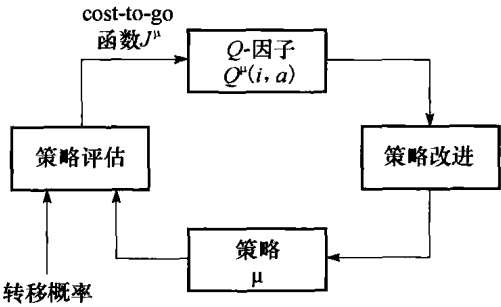 cost-to-go
函数J^μ
Q-因子
Q^μ(i, a)
策略评估
策略改进
策略
μ
转移概率